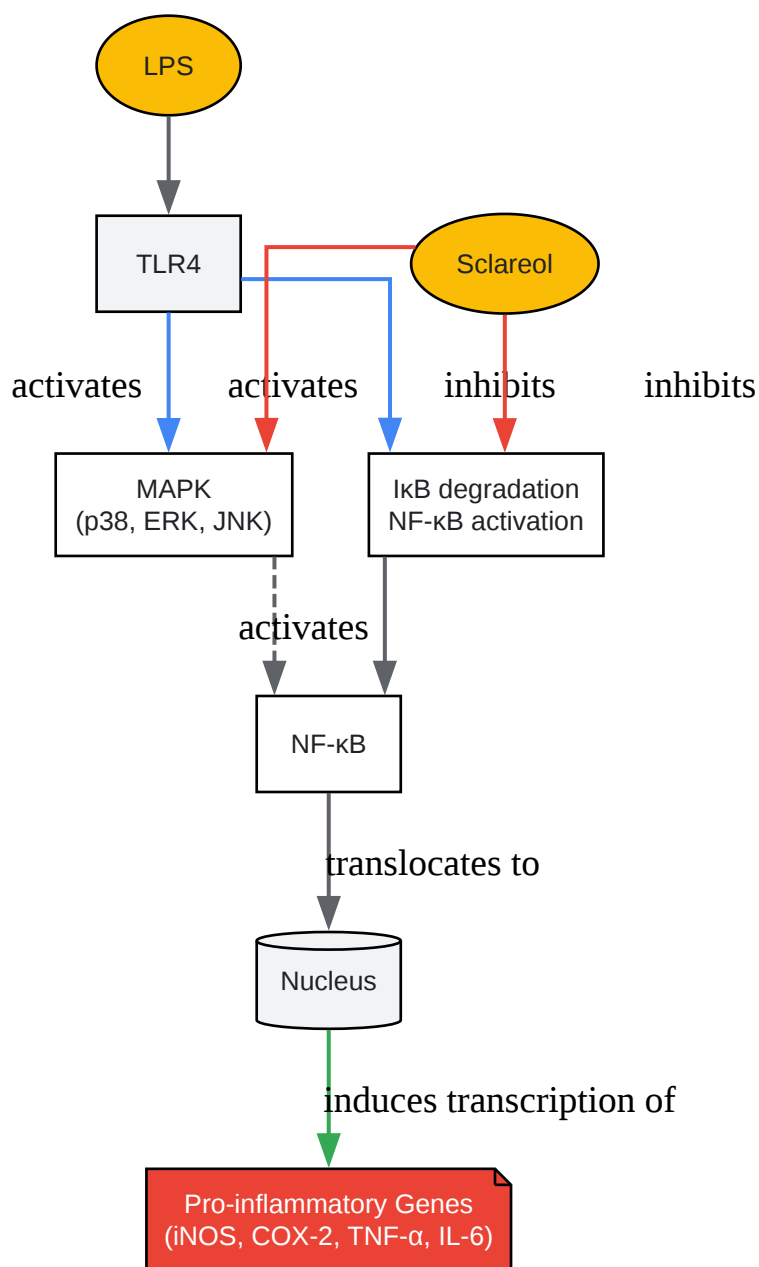 LPS
TLR4
Sclareol
activates
activates
inhibits
inhibits
MAPK
(p38, ERK, JNK)
IκB degradation
NF-κB activation
activates
NF-κB
translocates to
Nucleus
induces transcription of
Pro-inflammatory Genes
(iNOS, COX-2, TNF-α, IL-6)